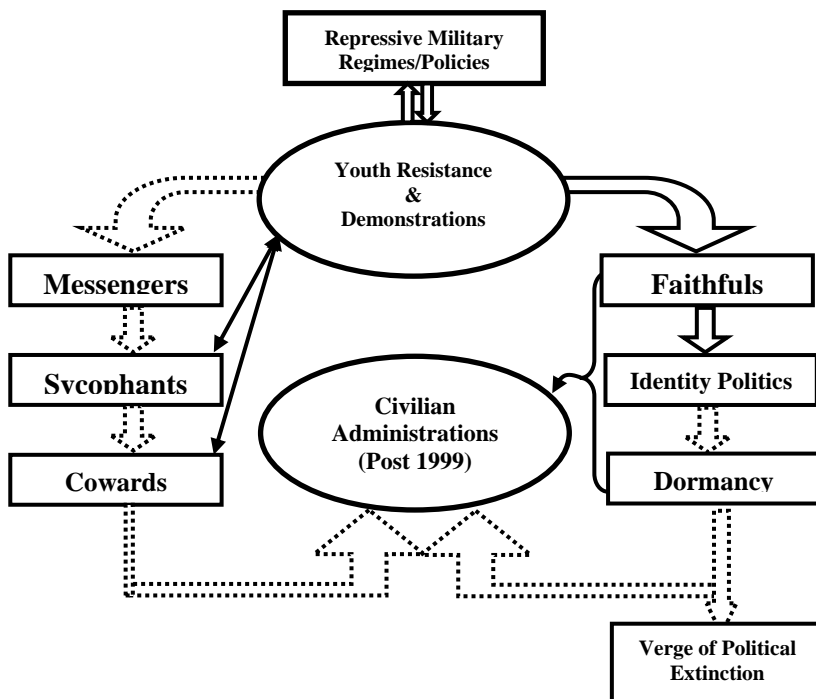 Repressive Military
Regimes/Policies
Youth Resistance
&
Demonstrations
Messengers
Faithfuls
Sycophants
Identity Politics
Civilian
Administrations
(Post 1999)
Cowards
Dormancy
Verge of Political
Extinction